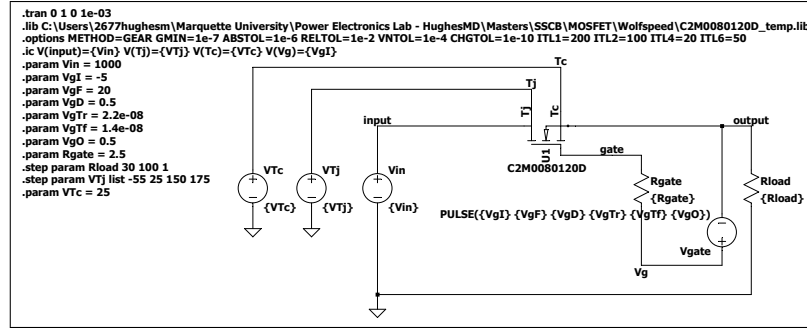 .tran 0 1 0 1e-03
.lib C:\Users\2677hughesm\Marquette University\Power Electronics Lab - HughesMD\Masters\SSCB\MOSFET\Wolfspeed\C2M0080120D_temp.lib
.options METHOD=GEAR GMIN=1e-7 ABSTOL=1e-6 RELTOL=1e-2 VNTOL=1e-4 CHGTOL=1e-10 ITL1=200 ITL2=100 ITL4=20 ITL6=50
.ic V(input)={Vin} V(Tj)={VTj} V(Tc)={VTc} V(Vg)={VgI}
.param Vin = 1000
.param VgI = -5
.param VgF = 20
.param VgD = 0.5
.param VgTr = 2.2e-08
.param VgTf = 1.4e-08
.param VgO = 0.5
.param Rgate = 2.5
.step param Rload 30 100 1
.step param VTj list -55 25 150 175
.param VTc = 25
Tc
Tj
Tj
Tc
input
output
U1
gate
C2M0080120D
VTc
{VTc}
VTj
{VTj}
Vin
{Vin}
Rgate
{Rgate}
Rload
{Rload}
PULSE({VgI} {VgF} {VgD} {VgTr} {VgTf} {VgO})
Vgate
Vg